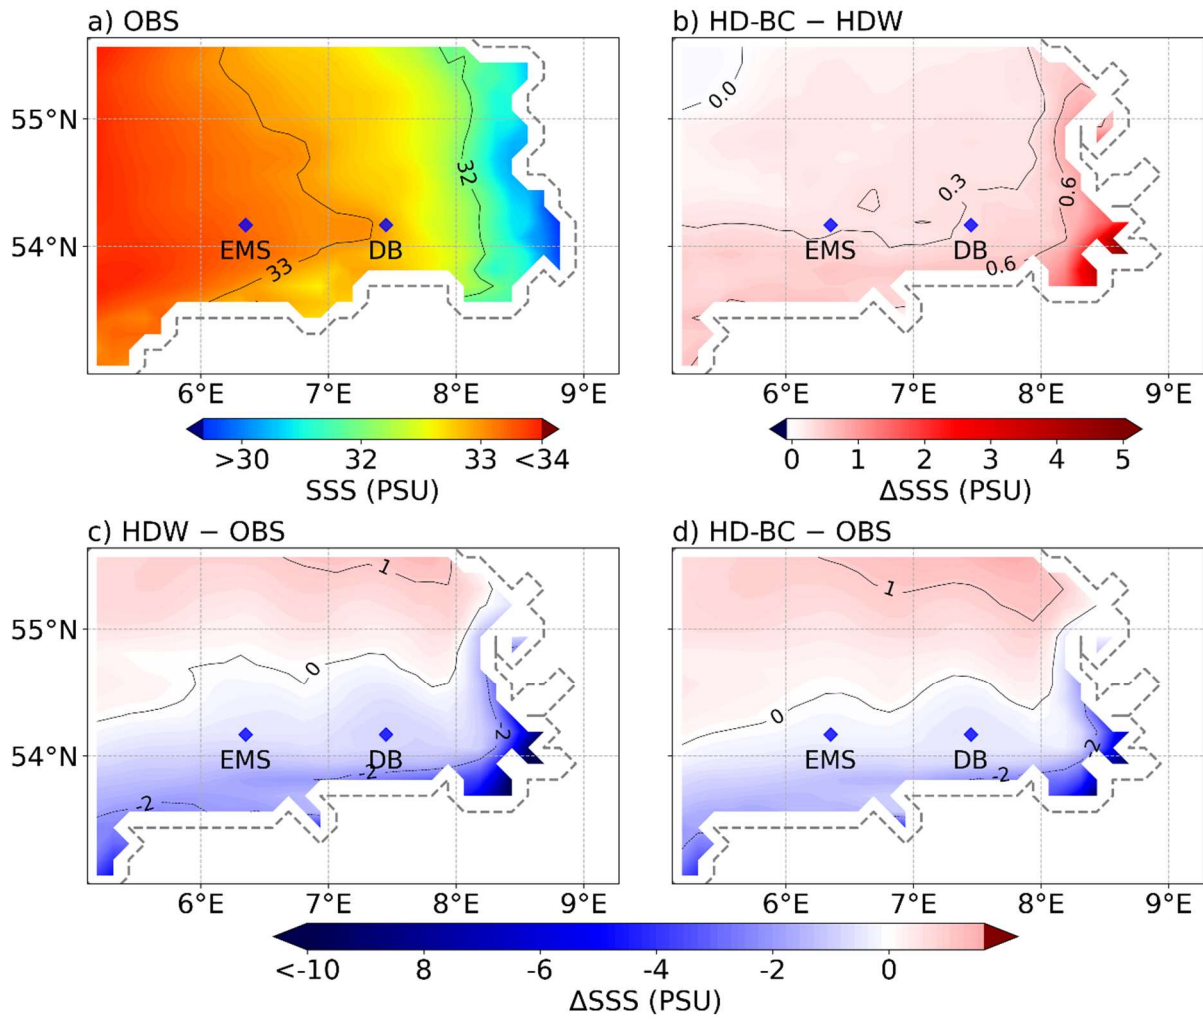 a) OBS
b) HD-BC − HDW
55°N
54°N
32
33
EMS
DB
0.0
0.3
0.6
0.6
EMS
DB
6°E
7°E
8°E
9°E
6°E
7°E
8°E
9°E
>30
32
33
<34
SSS (PSU)
0
1
2
3
4
5
ΔSSS (PSU)
c) HDW − OBS
d) HD-BC − OBS
55°N
54°N
1
0
-2
-2
-2
EMS
DB
1
0
-2
-2
EMS
DB
6°E
7°E
8°E
9°E
6°E
7°E
8°E
9°E
<-10
8
-6
-4
-2
0
ΔSSS (PSU)